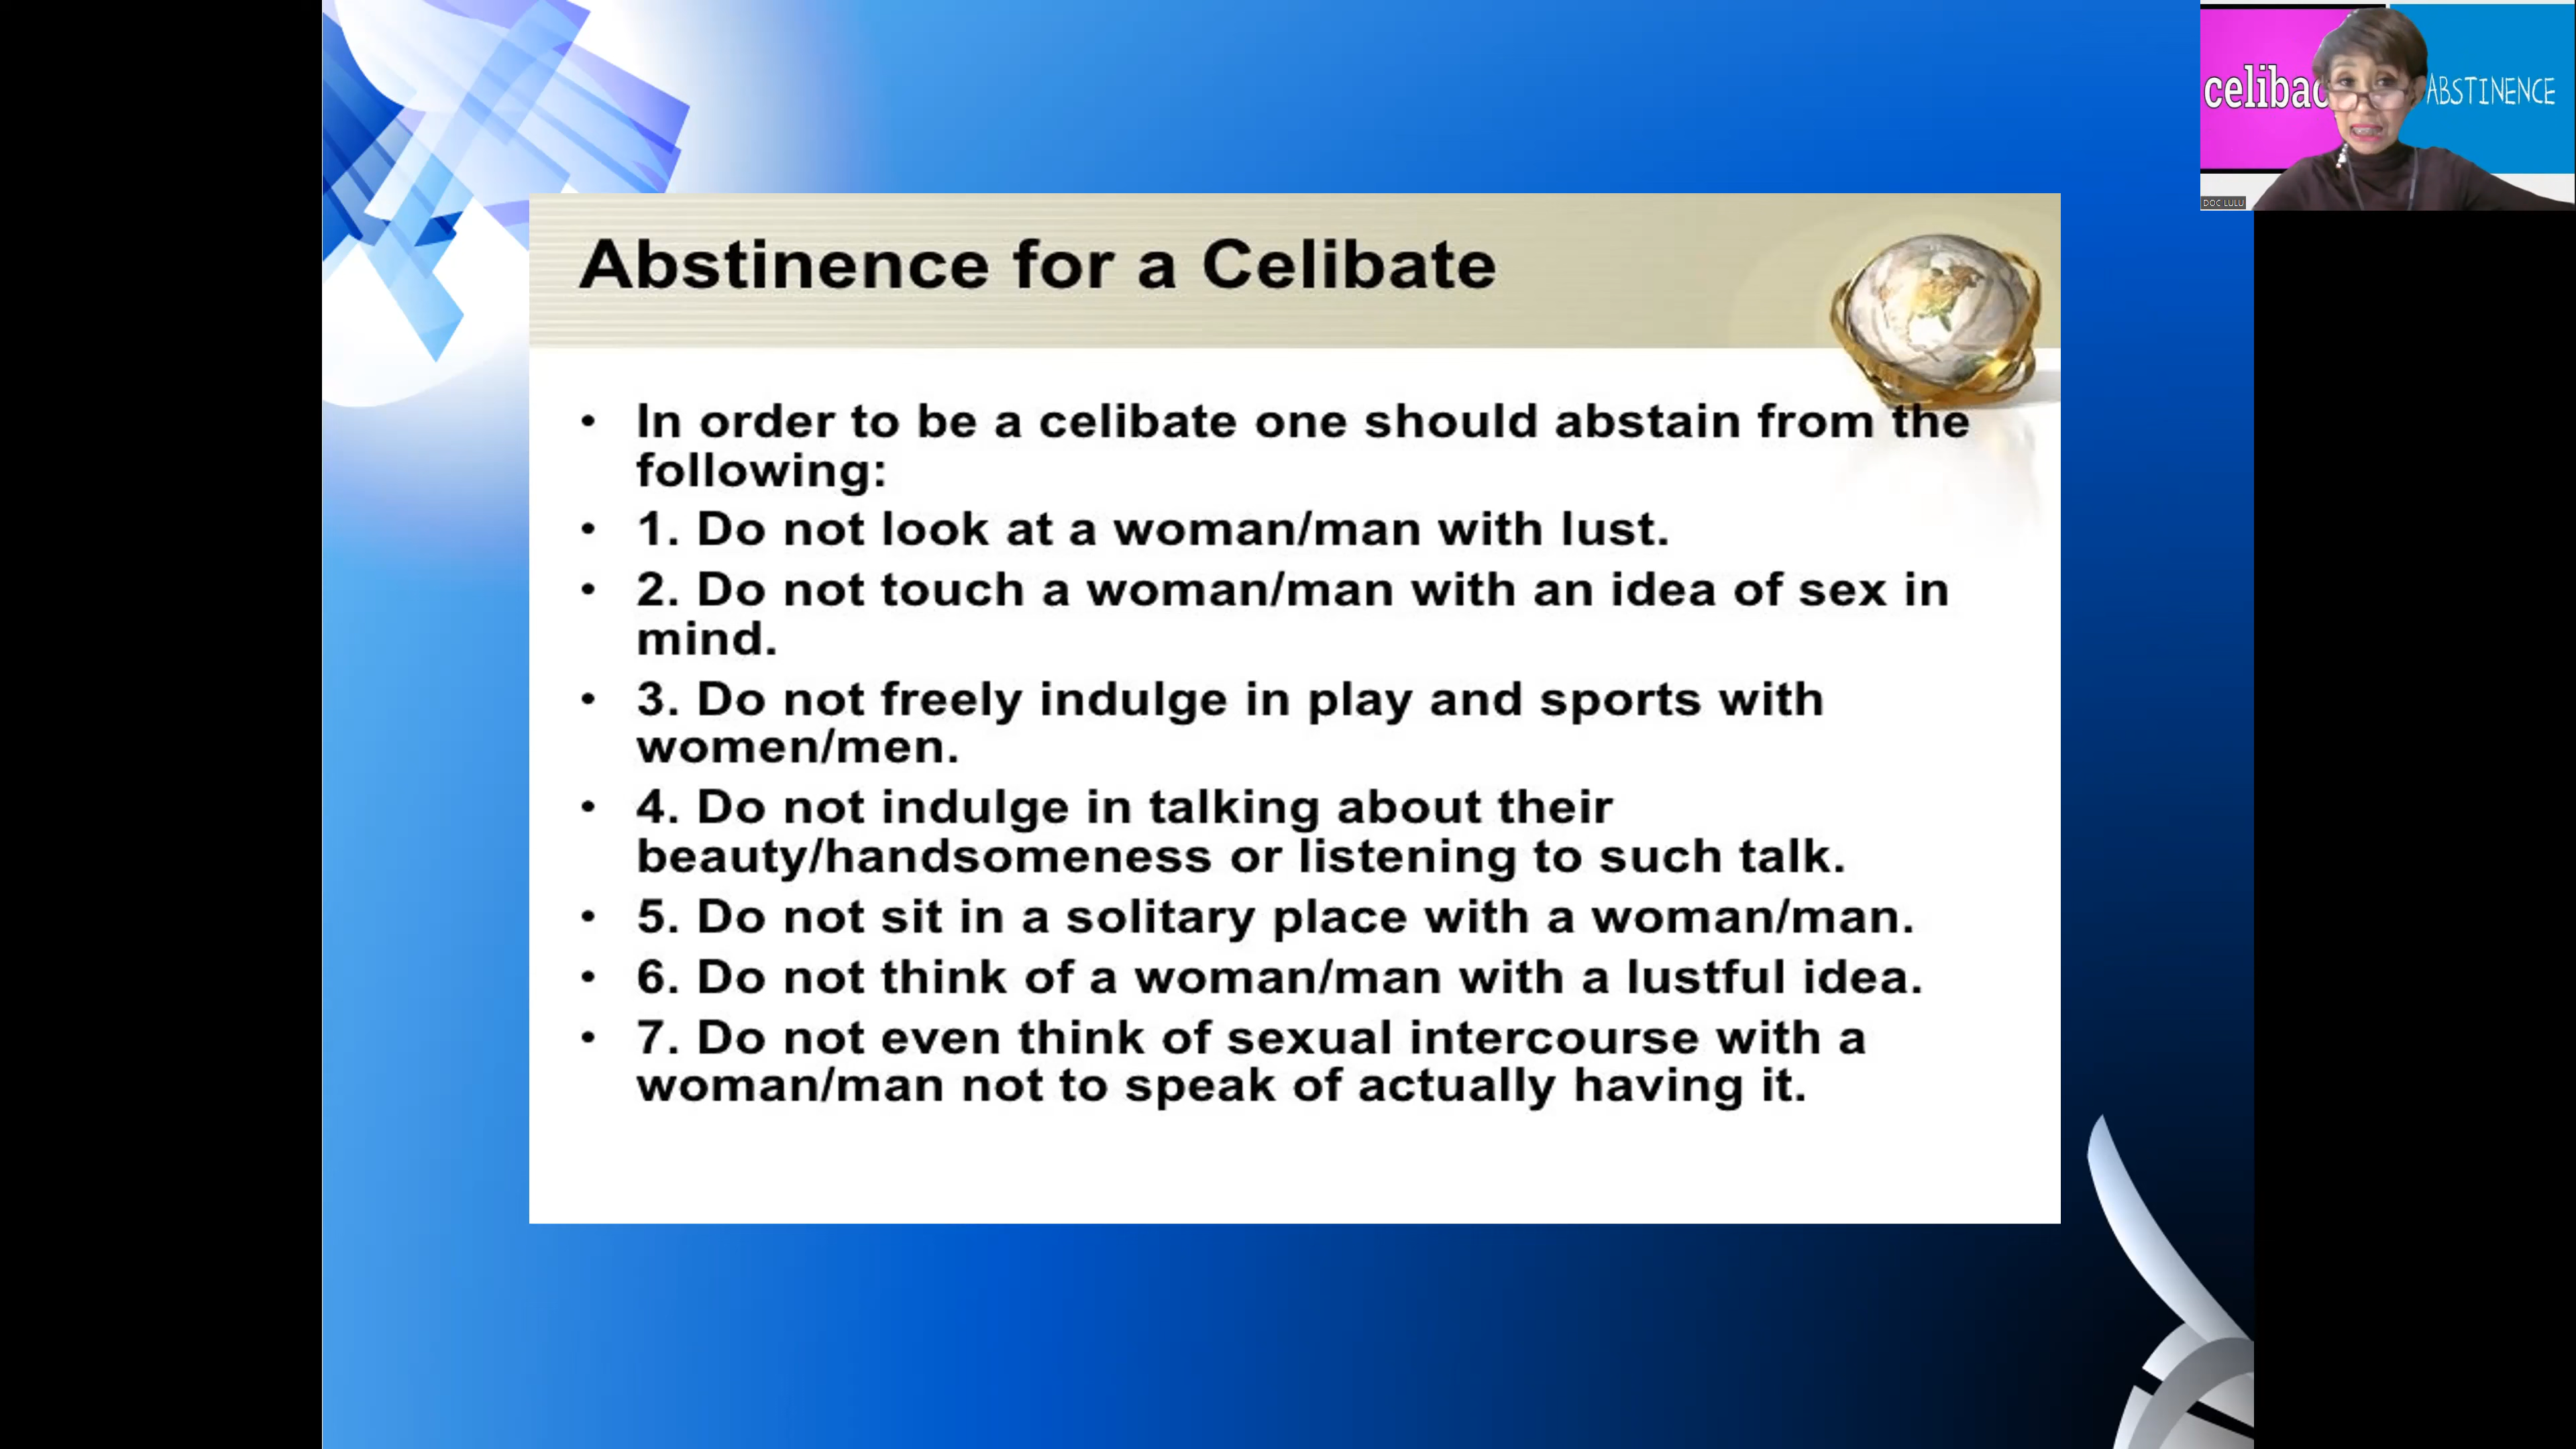 Abstinence for a Celibate
• In order to be a celibate one should abstain from the
following:
• 1. Do not look at a woman/man with lust.
• 2. Do not touch a woman/man with an idea of sex in
mind.
• 3. Do not freely indulge in play and sports with
women/men.
• 4. Do not indulge in talking about their
beauty/handsomeness or listening to such talk.
• 5. Do not sit in a solitary place with a woman/man.
• 6. Do not think of a woman/man with a lustful idea.
• 7. Do not even think of sexual intercourse with a
woman/man not to speak of actually having it.
ABSTINENCE
DOC LULU